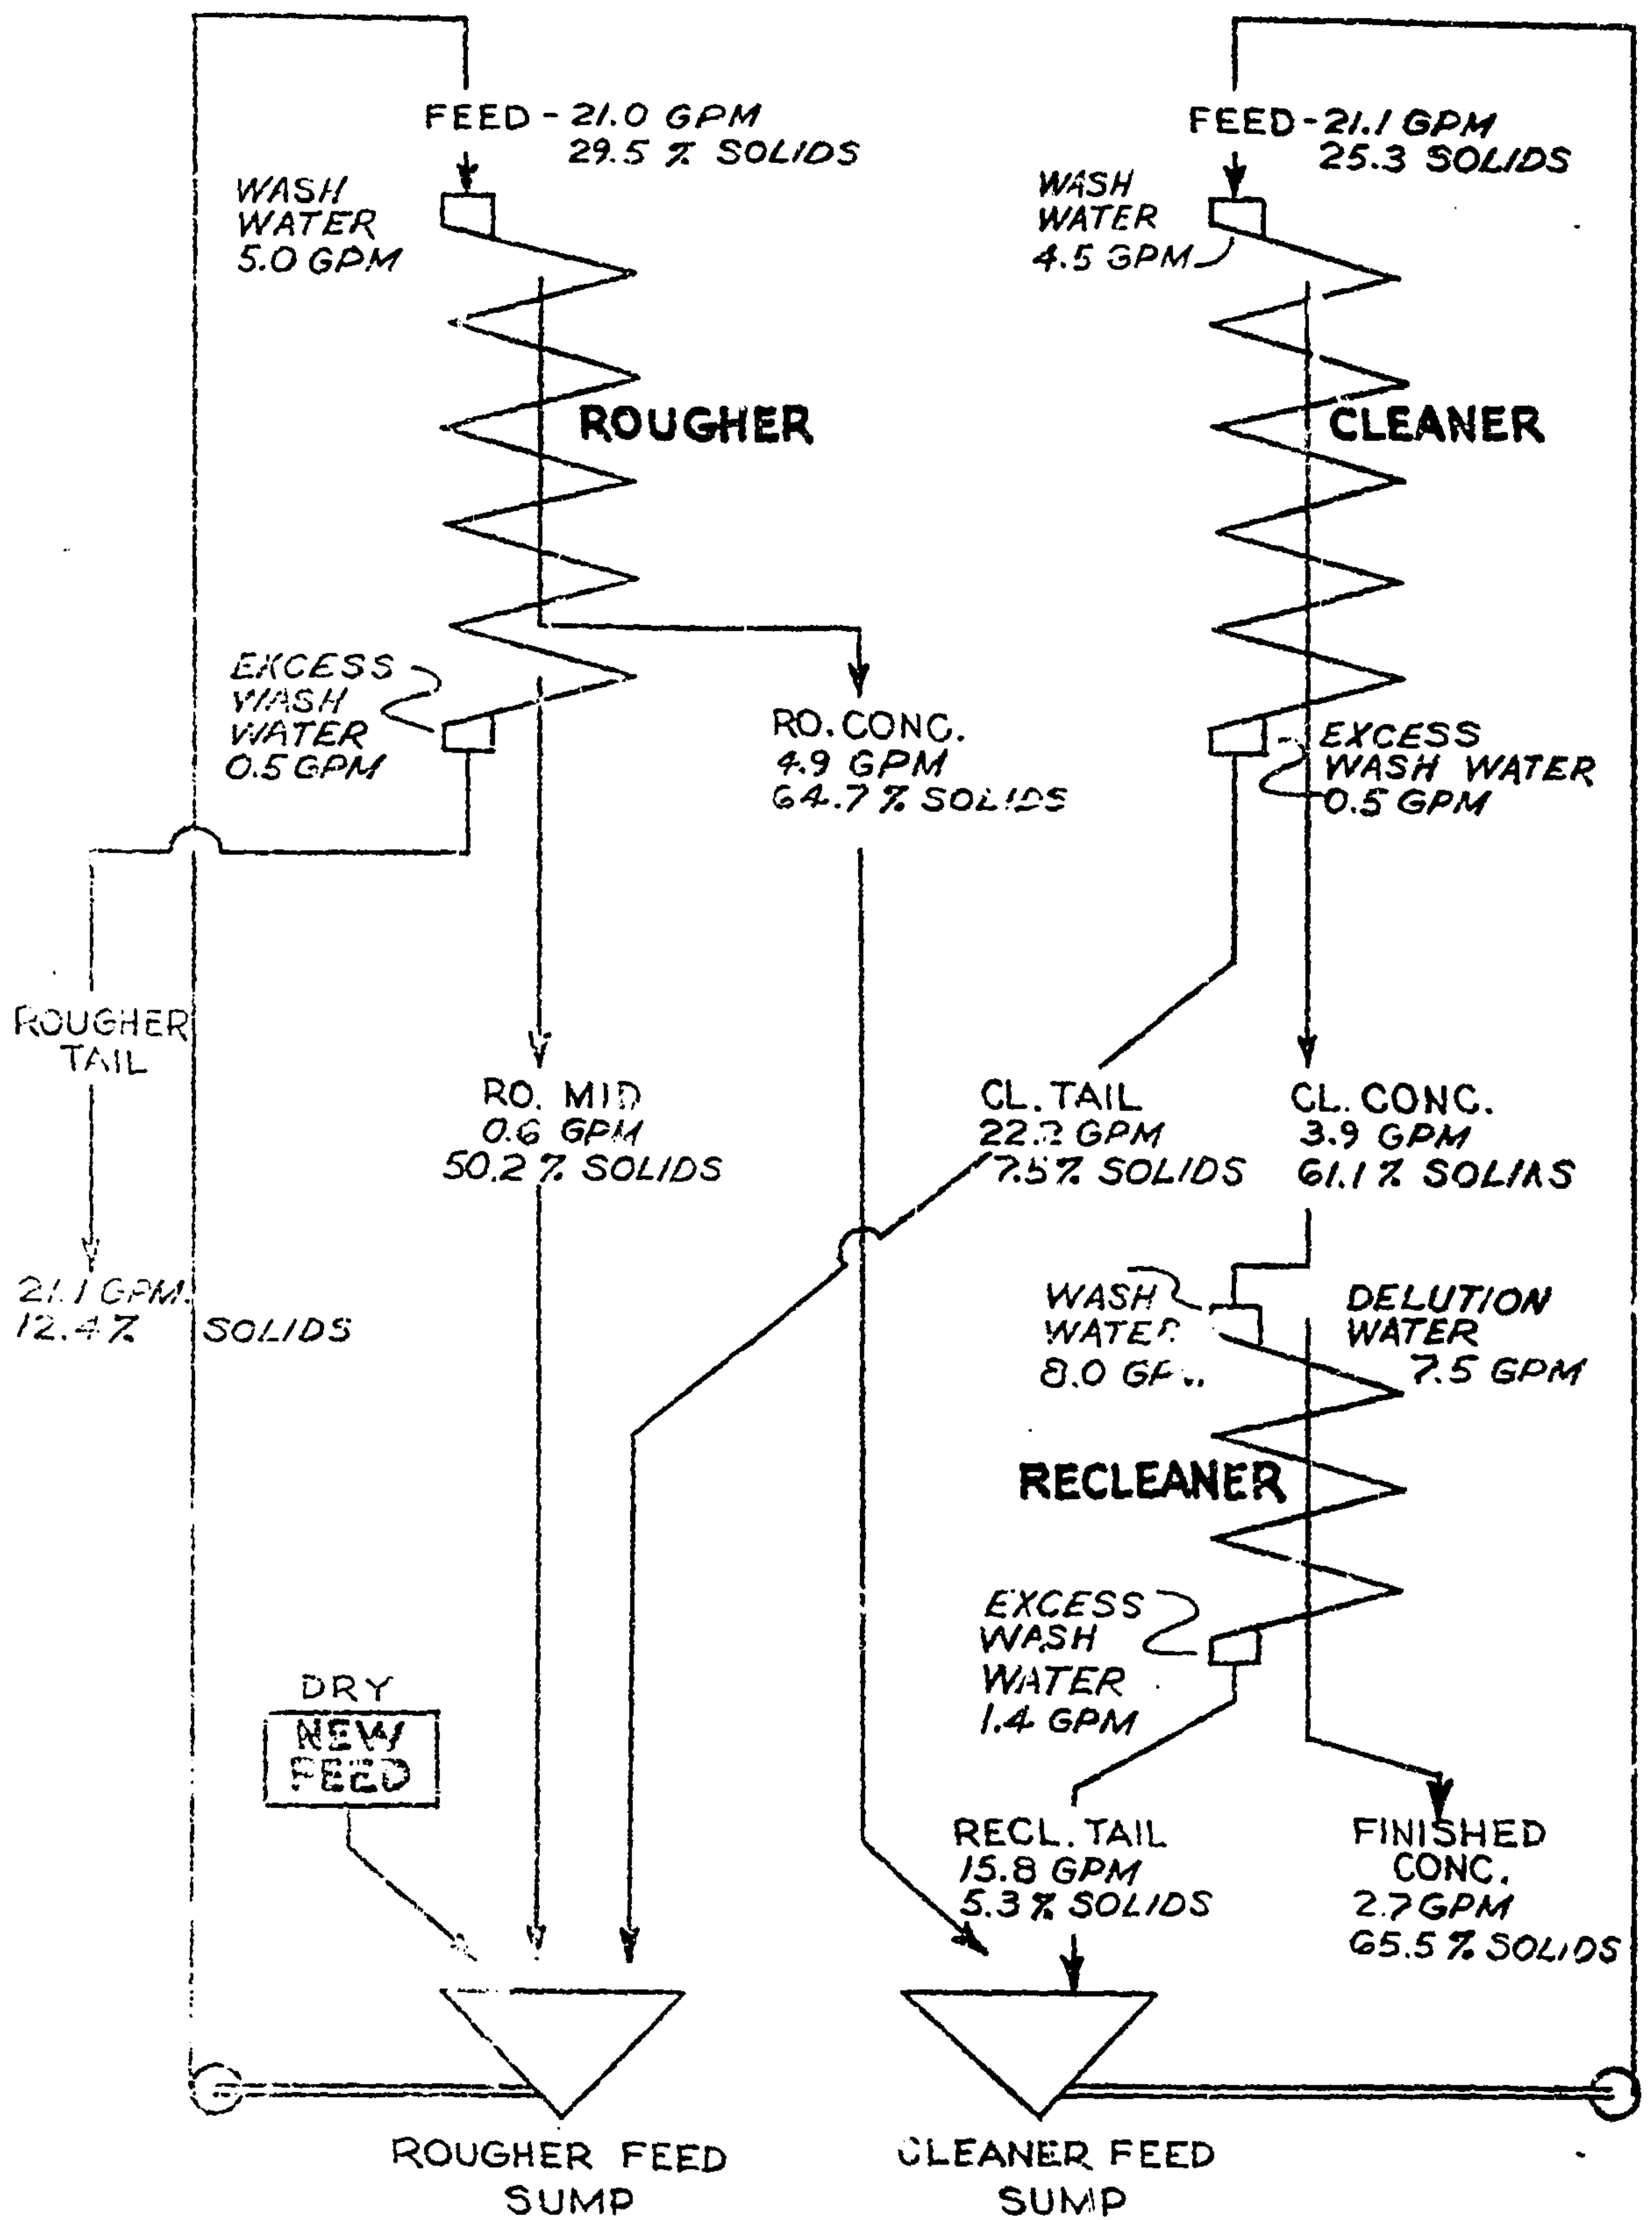 FEED - 21.0 GPM
29.5 % SOLIDS
WASH
WATER
5.0 GPM
ROUGHER
EXCESS
WASH
WATER
0.5 GPM
RO. CONC.
4.9 GPM
64.7 % SOLIDS
ROUGHER
TAIL
21.1 GPM.
12.4 % SOLIDS
RO. MID
0.6 GPM
50.2 % SOLIDS
FEED - 21.1 GPM
25.3 SOLIDS
WASH
WATER
4.5 GPM
CLEANER
EXCESS
WASH WATER
0.5 GPM
CL. TAIL
GPM
7.5 % SOLIDS
CL. CONC.
3.9 GPM
61.1 %
WASH
WATER
8.0
DELUTION
WATER
7.5 GPM
RECLEANER
EXCESS
WASH
WATER
1.4 GPM
RECL. TAIL
15.8 GPM
5.3 % SOLIDS
FINISHED
CONC.
2.7 GPM
65.5 % SOLIDS
DRY
NEW
FEED
ROUGHER FEED
SUMP
CLEANER FEED
SUMP